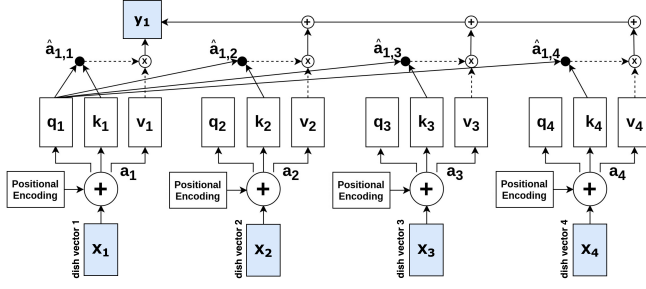 y₁
+ + +
â₁,₁ x â₁,₂ x â₁,₃ x â₁,₄ x
q₁ k₁ v₁ q₂ k₂ v₂ q₃ k₃ v₃ q₄ k₄ v₄
a₁ a₂ a₃ a₄
Positional
Encoding
+
Positional
Encoding
+
Positional
Encoding
+
Positional
Encoding
+
dish vector 1
x₁
dish vector 2
x₂
dish vector 3
x₃
dish vector 4
x₄